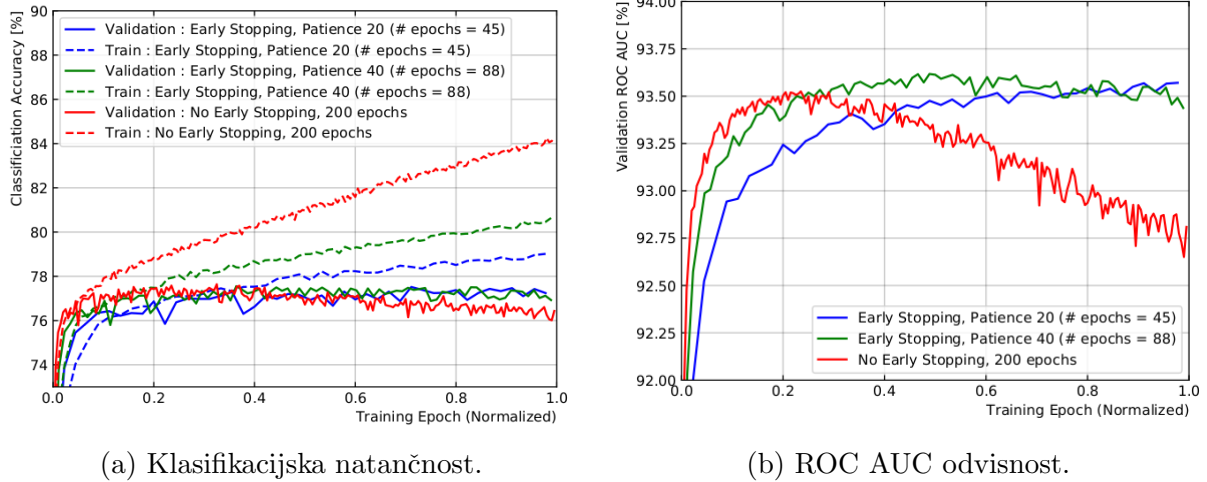 90
88
86
84
82
80
78
76
74
Classificiation Accuracy [%]
Validation : Early Stopping, Patience 20 (# epochs = 45)
Train : Early Stopping, Patience 20 (# epochs = 45)
Validation : Early Stopping, Patience 40 (# epochs = 88)
Train : Early Stopping, Patience 40 (# epochs = 88)
Validation : No Early Stopping, 200 epochs
Train : No Early Stopping, 200 epochs
0.0 0.2 0.4 0.6 0.8 1.0
Training Epoch (Normalized)
(a) Klasifikacijska natančnost.
94.00
93.75
93.50
93.25
93.00
92.75
92.50
92.25
92.00
Validation ROC AUC [%]
Early Stopping, Patience 20 (# epochs = 45)
Early Stopping, Patience 40 (# epochs = 88)
No Early Stopping, 200 epochs
0.0 0.2 0.4 0.6 0.8 1.0
Training Epoch (Normalized)
(b) ROC AUC odvisnost.